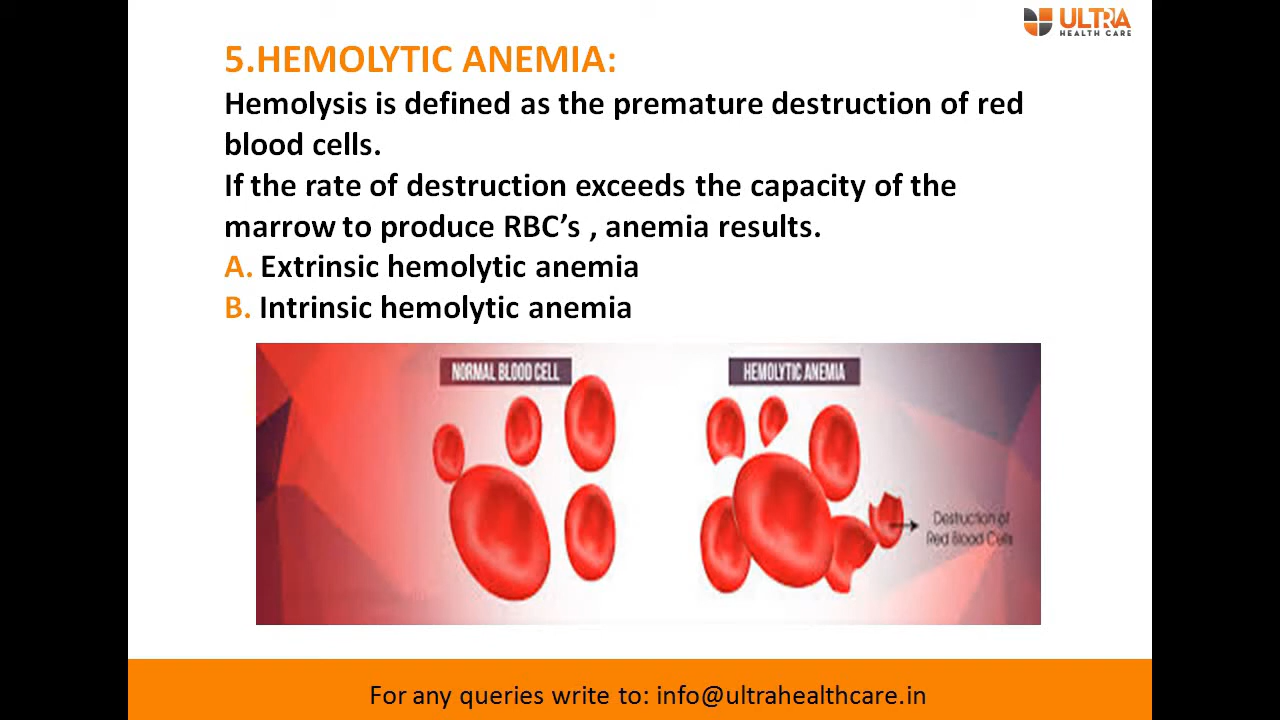 ULTRA
HEALTH CARE
5.HEMOLYTIC ANEMIA:
Hemolysis is defined as the premature destruction of red
blood cells.
If the rate of destruction exceeds the capacity of the
marrow to produce RBC’s , anemia results.
A. Extrinsic hemolytic anemia
B. Intrinsic hemolytic anemia
NORMAL BLOOD CELL
HEMOLYTIC ANEMIA
Destruction of
Red Blood Cells
For any queries write to: info@ultrahealthcare.in